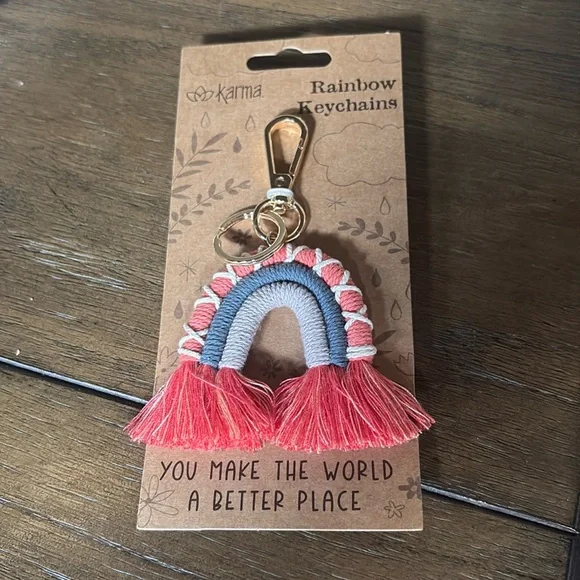 karma.
Rainbow
Keychains
YOU MAKE THE WORLD
A BETTER PLACE